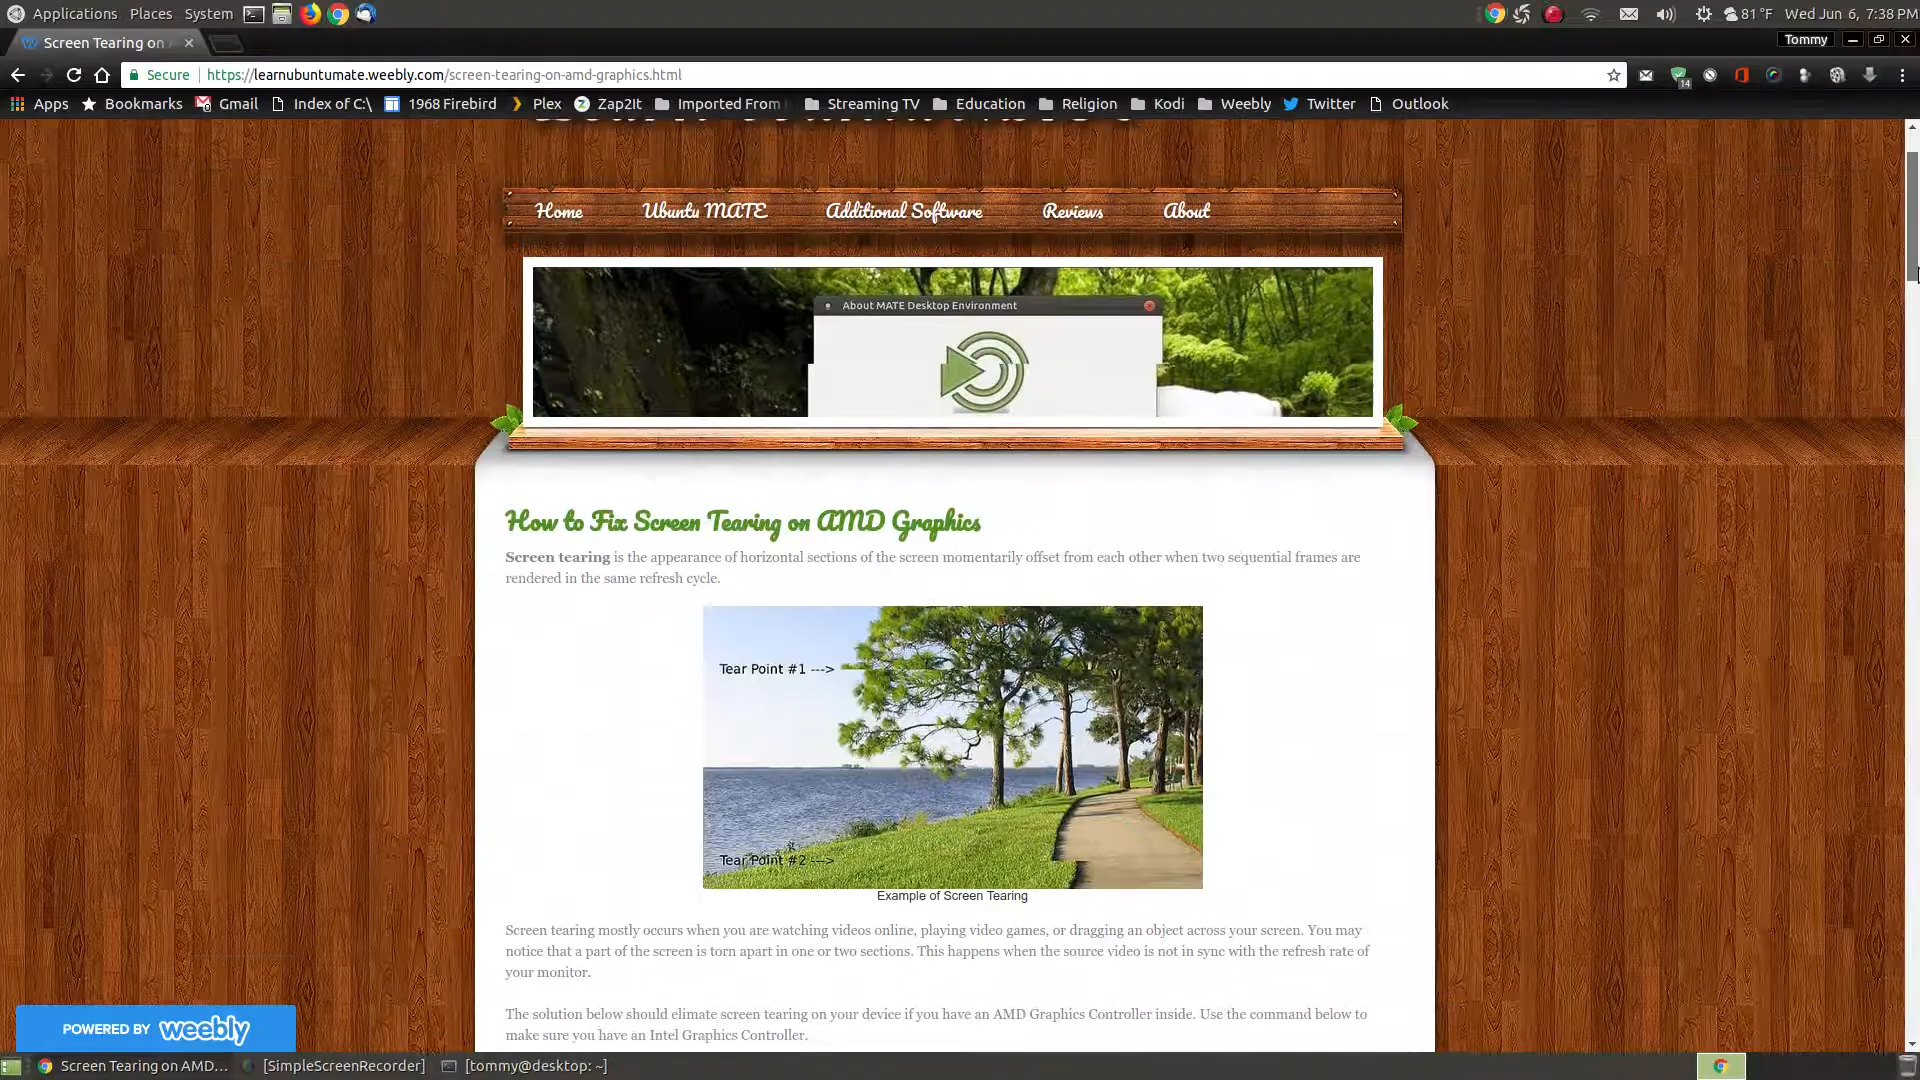 Applications Places System 81 °F Wed Jun 6, 7:38 PM
Screen Tearing on Tommy
Secure https://learnubuntumate.weebly.com/screen-tearing-on-amd-graphics.html 14
Apps Bookmarks Gmail Index of C:\ 1968 Firebird Plex Zap2It Imported From Streaming TV Education Religion Kodi Weebly Twitter Outlook
Home Ubuntu MATE Additional Software Reviews About
About MATE Desktop Environment
How to Fix Screen Tearing on AMD Graphics
Screen tearing is the appearance of horizontal sections of the screen momentarily offset from each other when two sequential frames are
rendered in the same refresh cycle.
Tear Point #1 --->
Tear Point #2 --->
Example of Screen Tearing
Screen tearing mostly occurs when you are watching videos online, playing video games, or dragging an object across your screen. You may
notice that a part of the screen is torn apart in one or two sections. This happens when the source video is not in sync with the refresh rate of
your monitor.
The solution below should elimate screen tearing on your device if you have an AMD Graphics Controller inside. Use the command below to
make sure you have an Intel Graphics Controller.
POWERED BY weebly
Screen Tearing on AMD... [SimpleScreenRecorder] [tommy@desktop: ~]